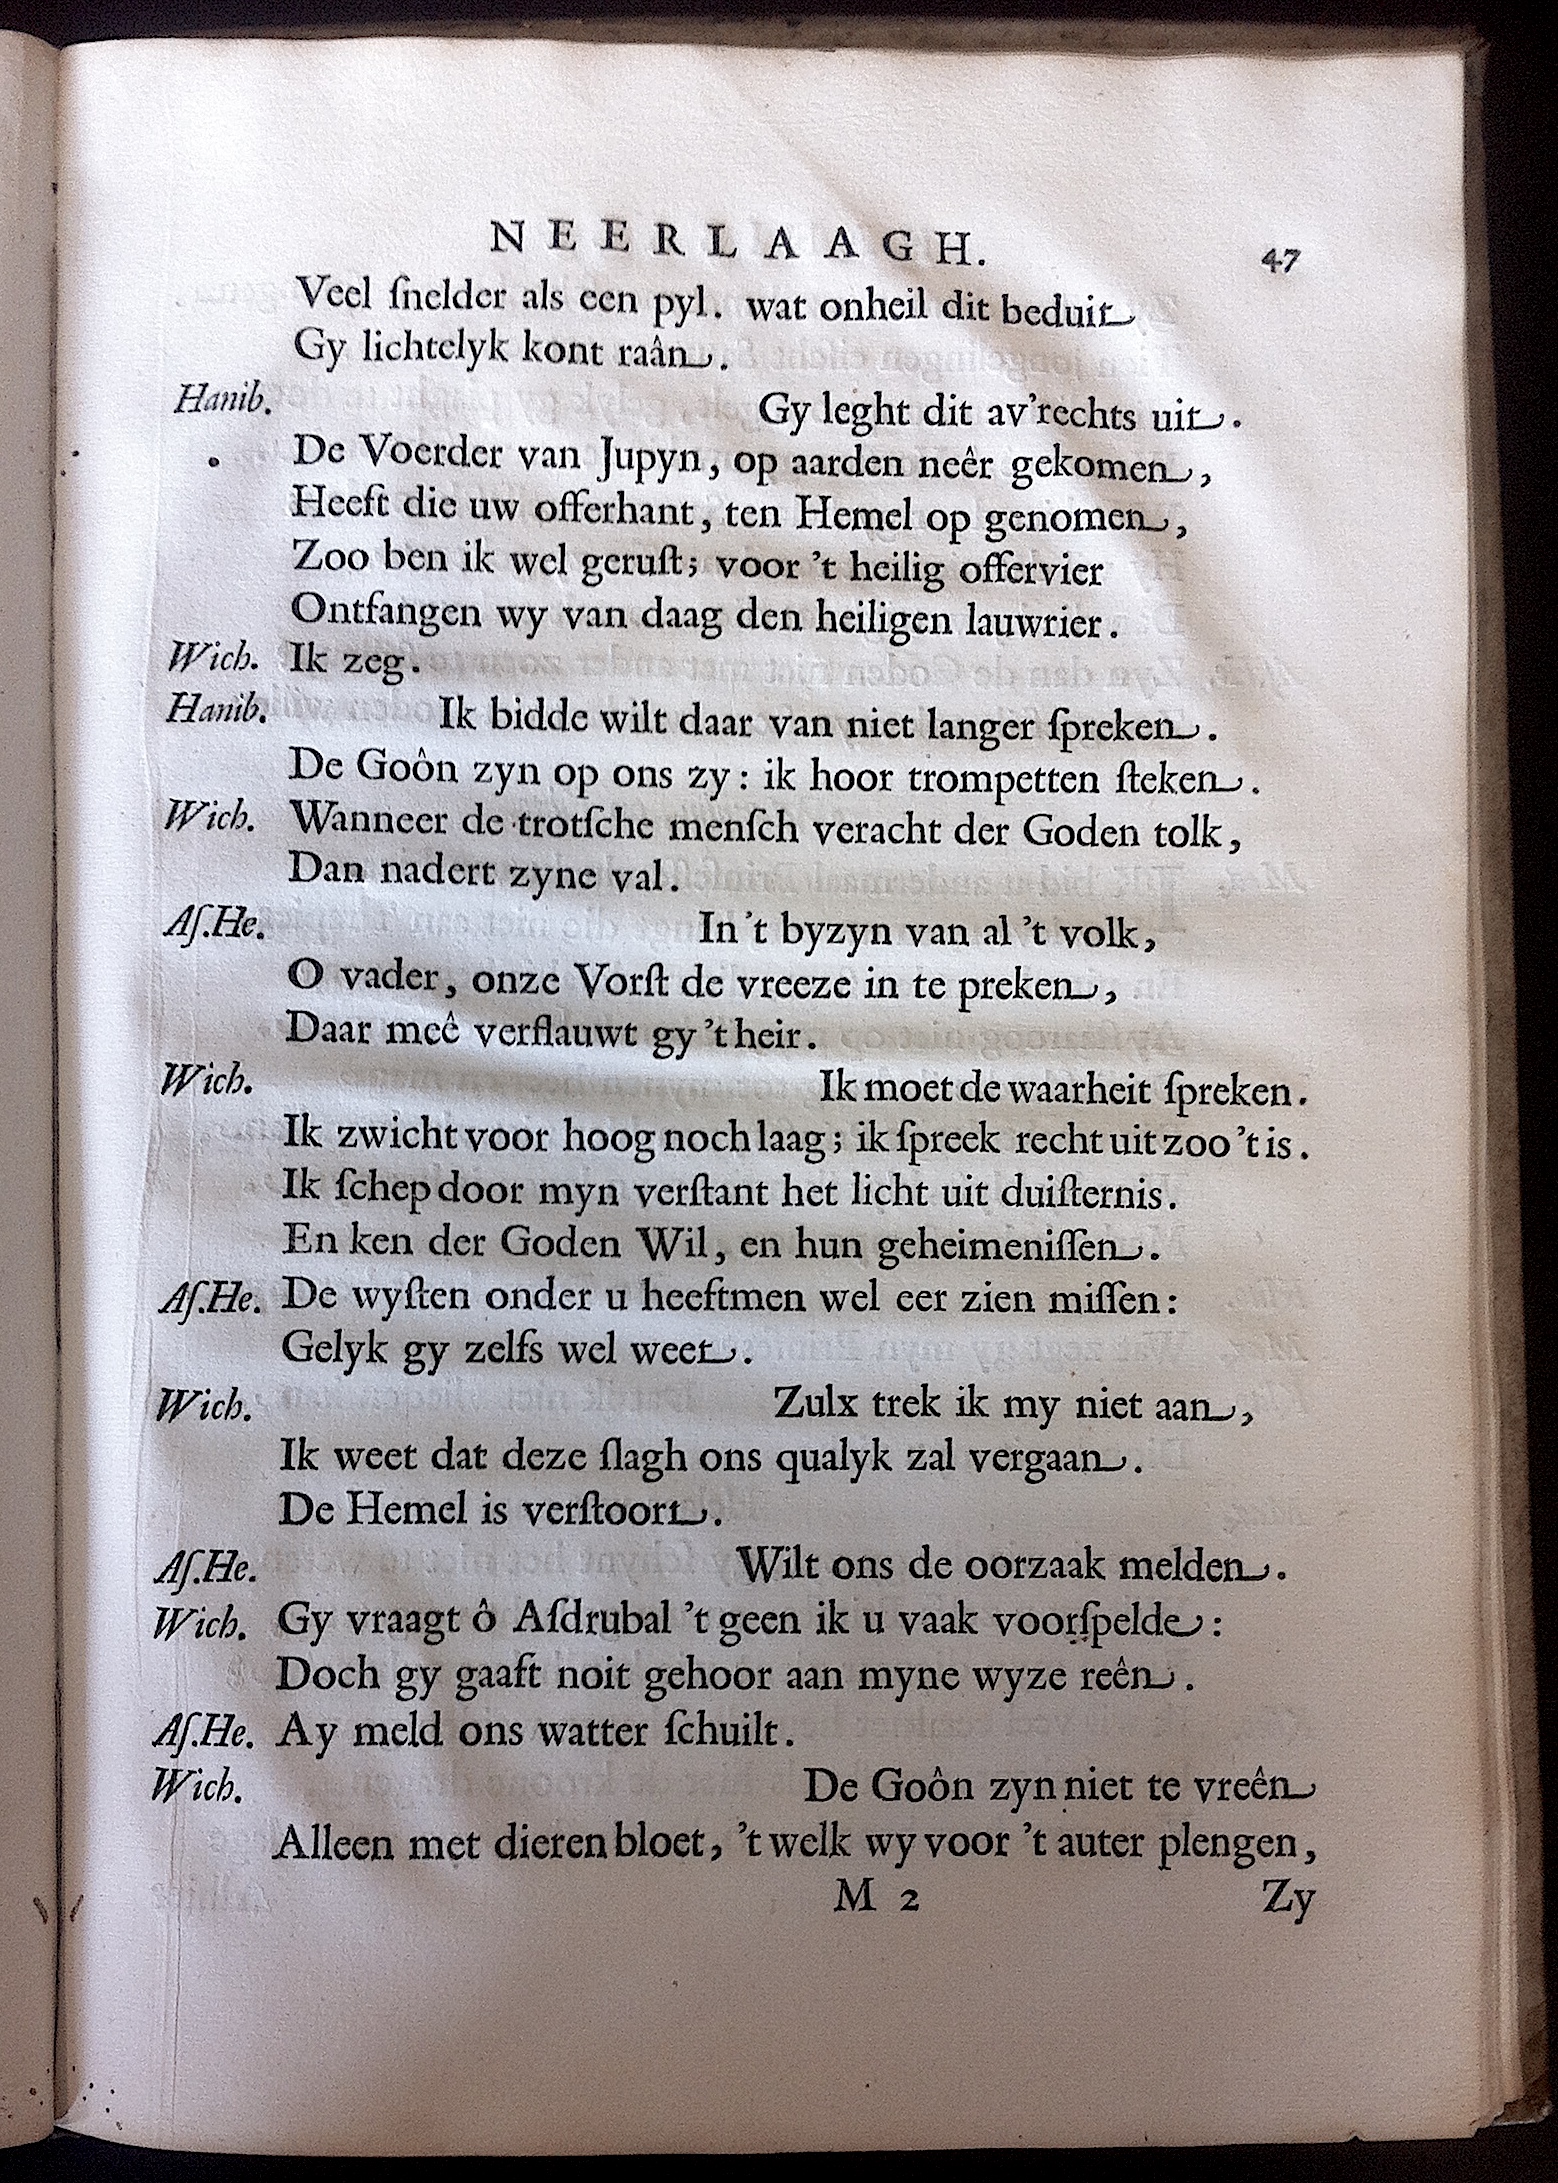 NEERLAAGH. 47
Veel ſnelder als een pyl. wat onheil dit beduit
Gy lichtelyk kont raân.
Hanib. Gy leght dit av'rechts uit.
De Voerder van Jupyn, op aarden neêr gekomen,
Heeft die uw offerhant, ten Hemel op genomen,
Zoo ben ik wel geruſt; voor 't heilig offervier
Ontfangen wy van daag den heiligen lauwrier.
Wich. Ik zeg.
Hanib. Ik bidde wilt daar van niet langer ſpreken.
De Goôn zyn op ons zy: ik hoor trompetten ſteken.
Wich. Wanneer de trotſche menſch veracht der Goden tolk,
Dan nadert zyne val.
Aſ.He. In 't byzyn van al 't volk,
O vader, onze Vorſt de vreeze in te preken,
Daar meê verflauwt gy 't heir.
Wich. Ik moet de waarheit ſpreken.
Ik zwicht voor hoog noch laag; ik ſpreek recht uit zoo 't is.
Ik ſchep door myn verſtant het licht uit duiſternis.
En ken der Goden Wil, en hun geheimeniſſen.
Aſ.He. De wyſten onder u heeftmen wel eer zien miſſen:
Gelyk gy zelfs wel weet.
Wich. Zulx trek ik my niet aan,
Ik weet dat deze ſlagh ons qualyk zal vergaan.
De Hemel is verſtoort.
Aſ.He. Wilt ons de oorzaak melden.
Wich. Gy vraagt ô Aſdrubal 't geen ik u vaak voorſpelde:
Doch gy gaaft noit gehoor aan myne wyze reên.
Aſ.He. Ay meld ons watter ſchuilt.
Wich. De Goôn zyn niet te vreên
Alleen met dieren bloet, 't welk wy voor 't auter plengen,
M 2 Zy